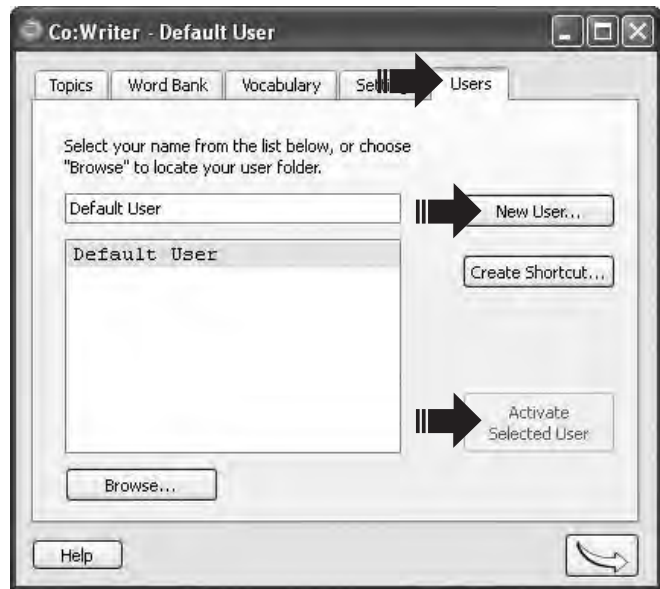 Co:Writer - Default User
Topics Word Bank Vocabulary Users
Select your name from the list below, or choose
"Browse" to locate your user folder.
Default User
New User...
Default User
Create Shortcut...
Activate
Selected User
Browse...
Help